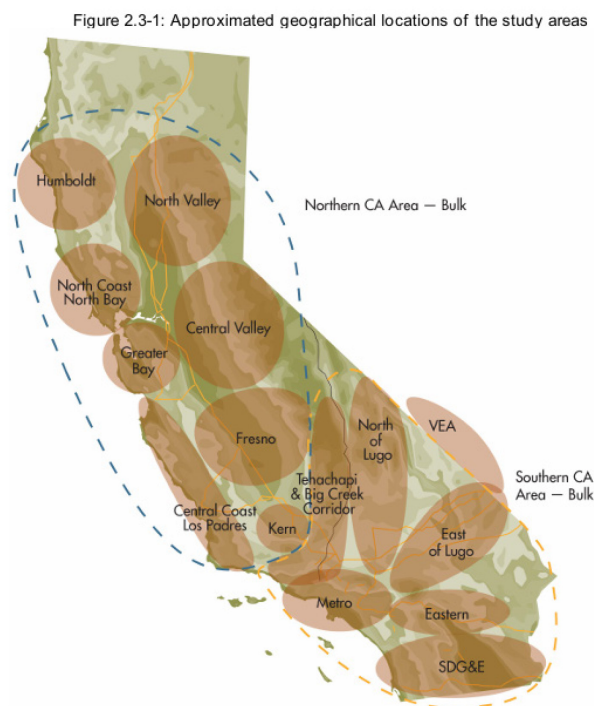 Figure 2.3-1: Approximated geographical locations of the study areas
Humboldt
North Valley
Northern CA Area — Bulk
North Coast
North Bay
Central Valley
Greater
Bay
VEA
North
of
Lugo
Fresno
Tehachapi
& Big Creek
Corridor
Southern CA
Area — Bulk
Central Coast
Los Padres
Kern
East
of Lugo
Metro
Eastern
SDG&E